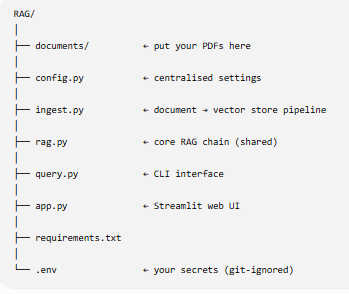 RAG/
│
├── documents/ ← put your PDFs here
│
├── config.py ← centralised settings
│
├── ingest.py ← document → vector store pipeline
│
├── rag.py ← core RAG chain (shared)
│
├── query.py ← CLI interface
│
├── app.py ← Streamlit web UI
│
├── requirements.txt
│
└── .env ← your secrets (git-ignored)